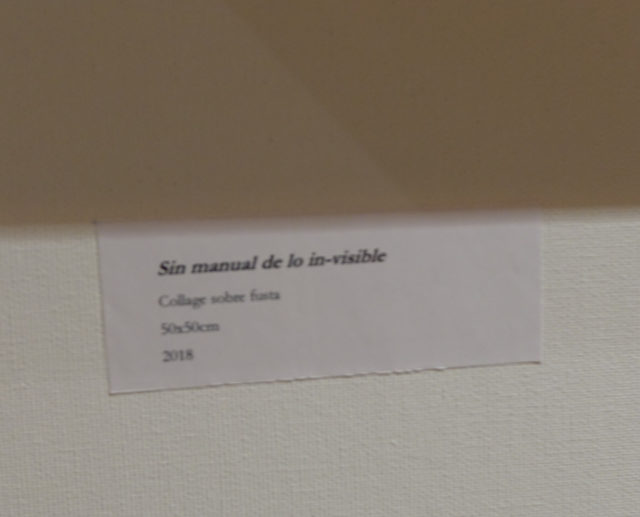 Sin manual de lo in-visible
Collage sobre fusta
50x50cm
2018